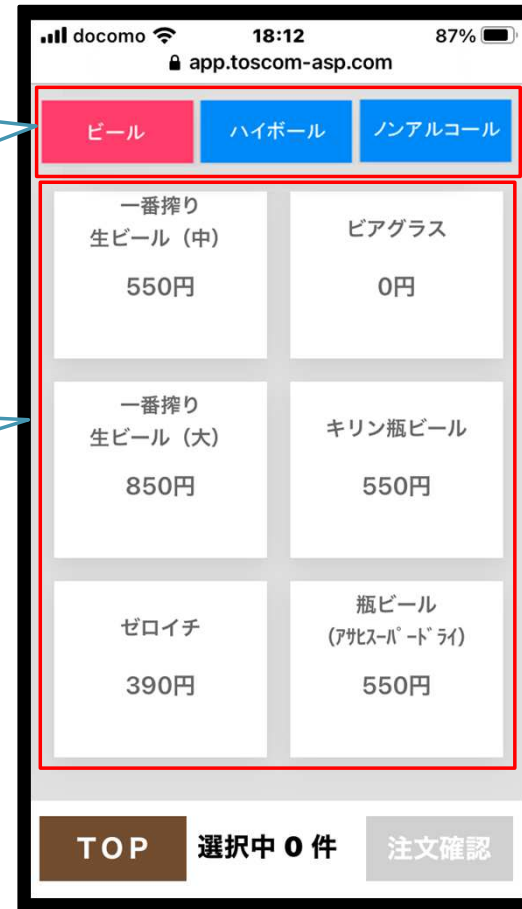 docomo 18:12 87%
app.toscom-asp.com
ビール ハイボール ノンアルコール
一番搾り
生ビール（中）
550円
ビアグラス
0円
一番搾り
生ビール（大）
850円
キリン瓶ビール
550円
ゼロイチ
390円
瓶ビール
(ｱｻﾋｽｰﾊﾟｰﾄﾞﾗｲ)
550円
TOP 選択中 0 件 注文確認